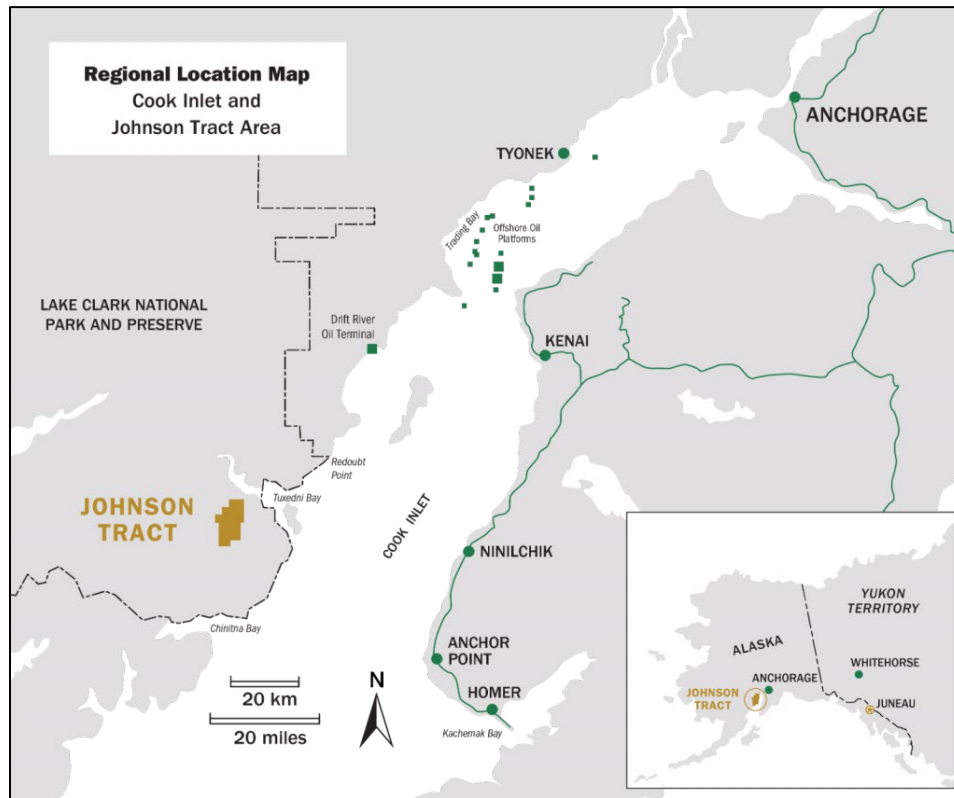 Regional Location Map
Cook Inlet and
Johnson Tract Area
ANCHORAGE
TYONEK
Trading Bay
Offshore Oil
Platforms
LAKE CLARK NATIONAL
PARK AND PRESERVE
Drift River
Oil Terminal
KENAI
Redoubt
Point
Tuxedni Bay
JOHNSON
TRACT
COOK INLET
NINILCHIK
Chinitna Bay
ANCHOR
POINT
HOMER
Kachemak Bay
20 km
20 miles
N
YUKON
TERRITORY
ALASKA
WHITEHORSE
ANCHORAGE
JOHNSON
TRACT
JUNEAU